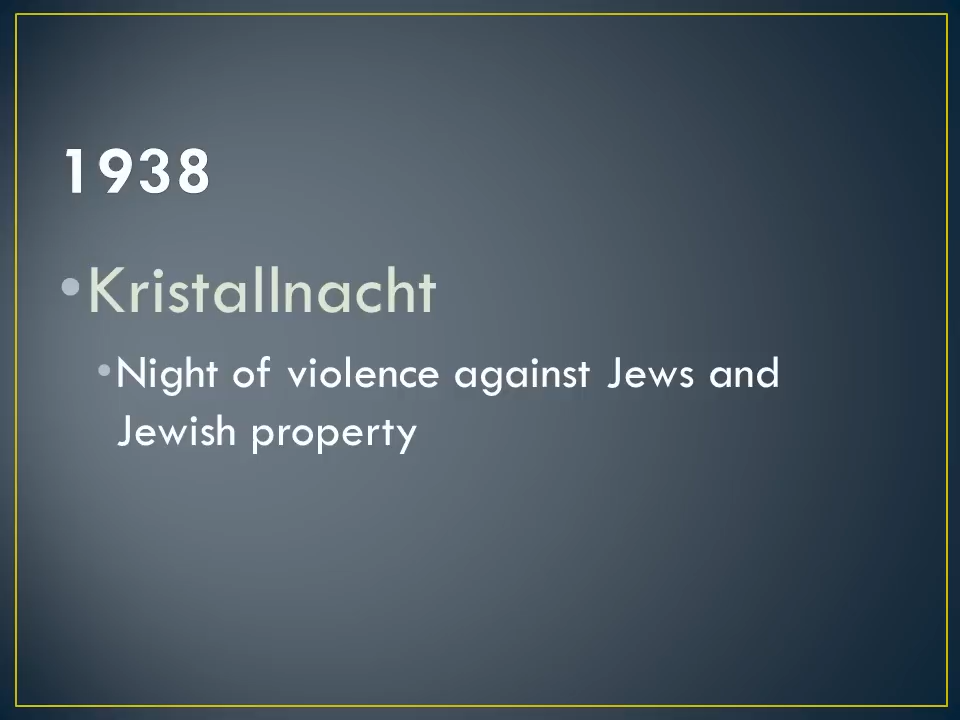 1938
•Kristallnacht
•Night of violence against Jews and
Jewish property